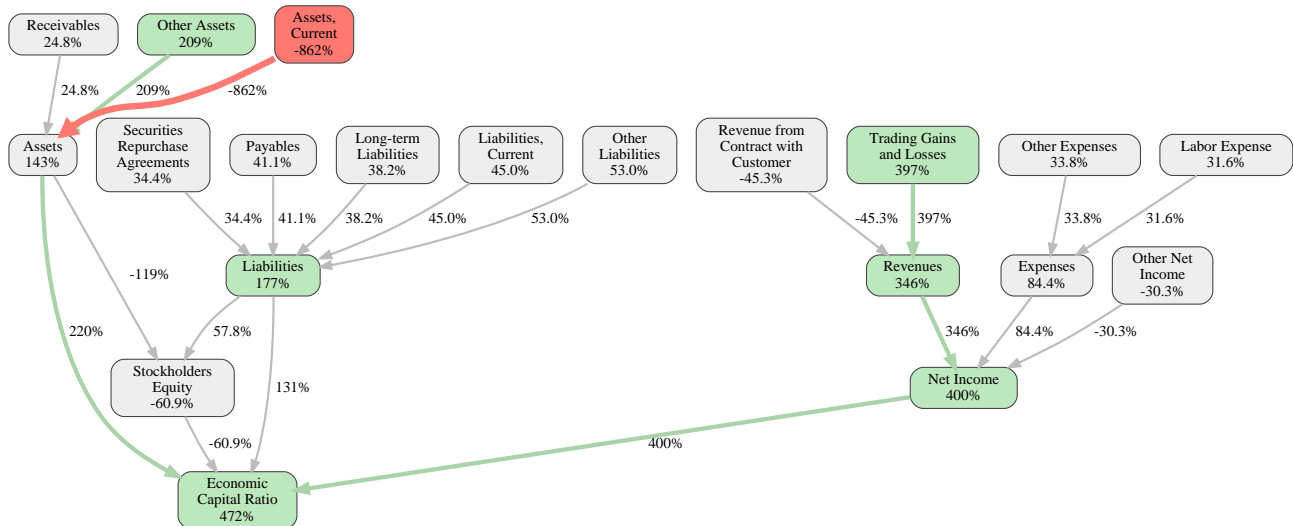 Receivables
24.8%
Other Assets
209%
Assets,
Current
-862%
24.8%
209%
-862%
Assets
143%
Securities
Repurchase
Agreements
34.4%
Payables
41.1%
Long-term
Liabilities
38.2%
Liabilities,
Current
45.0%
Other
Liabilities
53.0%
Revenue from
Contract with
Customer
-45.3%
Trading Gains
and Losses
397%
Other Expenses
33.8%
Labor Expense
31.6%
34.4%
41.1%
38.2%
45.0%
53.0%
-45.3%
397%
33.8%
31.6%
-119%
Liabilities
177%
Revenues
346%
Expenses
84.4%
Other Net
Income
-30.3%
220%
57.8%
131%
346%
84.4%
-30.3%
Stockholders
Equity
-60.9%
Net Income
400%
-60.9%
400%
Economic
Capital Ratio
472%